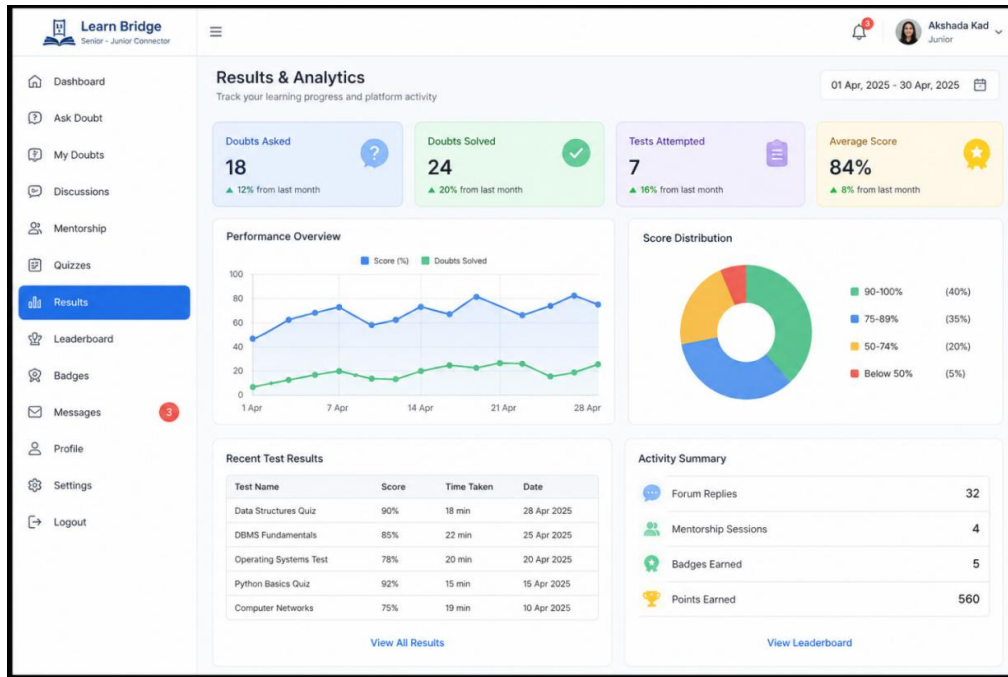 Learn Bridge
Senior - Junior Connector
3
Akshada Kad
Junior
Dashboard
Ask Doubt
My Doubts
Discussions
Mentorship
Quizzes
Results
Leaderboard
Badges
Messages 3
Profile
Settings
Logout
Results & Analytics
Track your learning progress and platform activity
01 Apr, 2025 - 30 Apr, 2025
Doubts Asked
18
▲ 12% from last month
?
Doubts Solved
24
▲ 20% from last month
Tests Attempted
7
▲ 16% from last month
Average Score
84%
▲ 8% from last month
Performance Overview
Score (%) Doubts Solved
100
80
60
40
20
0
1 Apr 7 Apr 14 Apr 21 Apr 28 Apr
Score Distribution
90-100% (40%)
75-89% (35%)
50-74% (20%)
Below 50% (5%)
Recent Test Results
Test Name Score Time Taken Date
Data Structures Quiz 90% 18 min 28 Apr 2025
DBMS Fundamentals 85% 22 min 25 Apr 2025
Operating Systems Test 78% 20 min 20 Apr 2025
Python Basics Quiz 92% 15 min 15 Apr 2025
Computer Networks 75% 19 min 10 Apr 2025
View All Results
Activity Summary
Forum Replies 32
Mentorship Sessions 4
Badges Earned 5
Points Earned 560
View Leaderboard